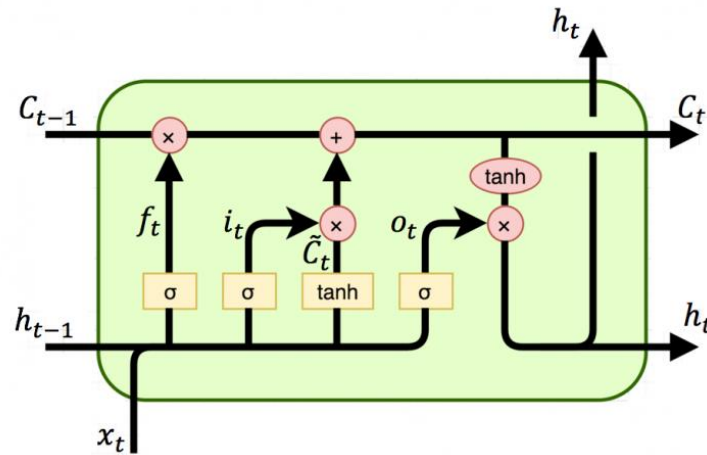 h_t
C_{t-1} × + C_t
tanh
f_t i_t × o_t ×
C̃_t
σ σ tanh σ
h_{t-1} h_t
x_t